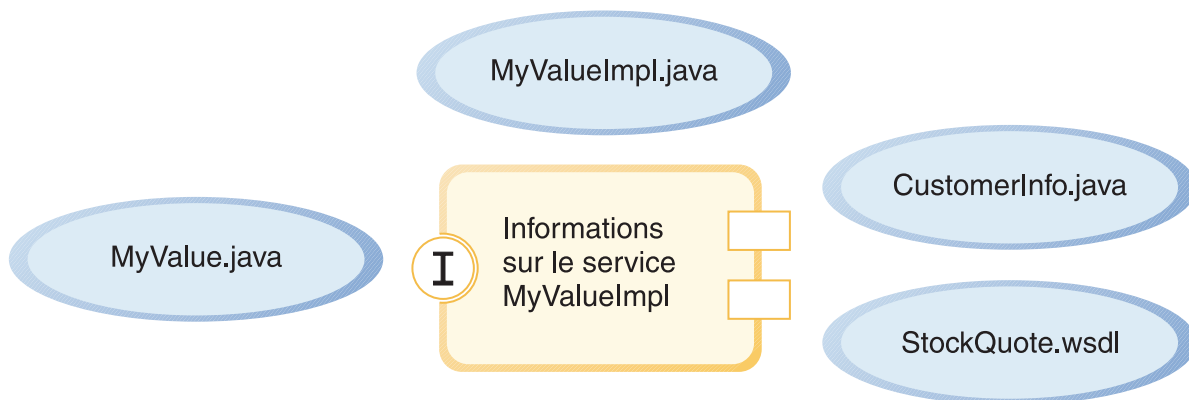 MyValueImpl.java
CustomerInfo.java
MyValue.java
I
Informations
sur le service
MyValueImpl
StockQuote.wsdl